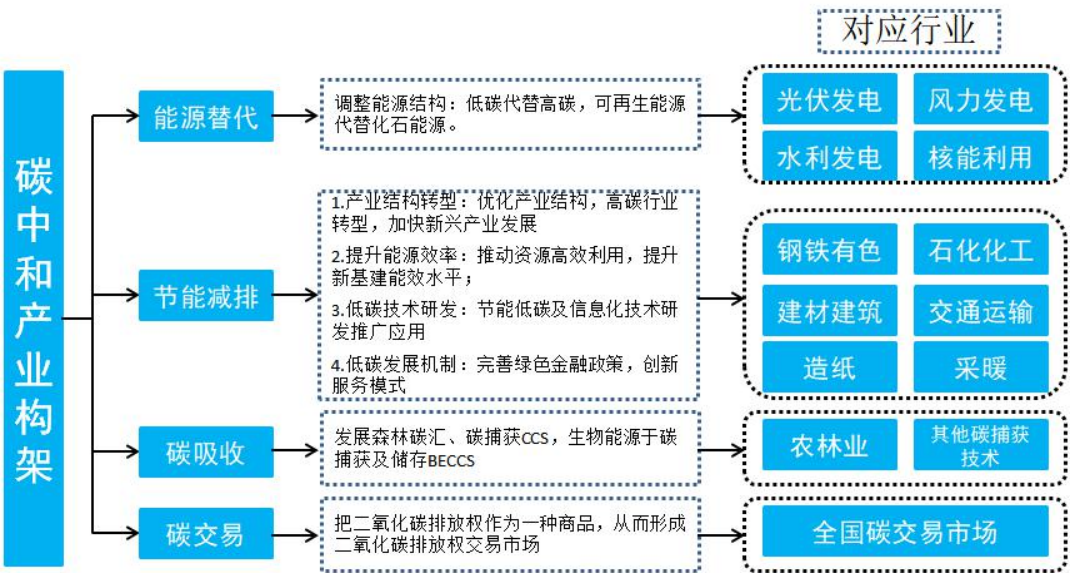 对应行业
碳中和产业构架
能源替代
调整能源结构：低碳代替高碳，可再生能源
代替化石能源。
光伏发电
风力发电
水利发电
核能利用
节能减排
1.产业结构转型：优化产业结构，高碳行业
转型，加快新兴产业发展
2.提升能源效率：推动资源高效利用，提升
新基建能效水平；
3.低碳技术研发：节能低碳及信息化技术研
发推广应用
4.低碳发展机制：完善绿色金融政策，创新
服务模式
钢铁有色
石化化工
建材建筑
交通运输
造纸
采暖
碳吸收
发展森林碳汇、碳捕获CCS，生物能源于碳
捕获及储存BECCS
农林业
其他碳捕获
技术
碳交易
把二氧化碳排放权作为一种商品，从而形成
二氧化碳排放权交易市场
全国碳交易市场